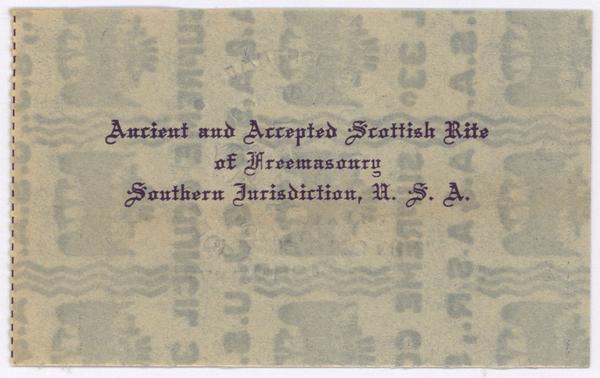 Ancient and Accepted Scottish Rite
of Freemasonry
Southern Jurisdiction, U. S. A.